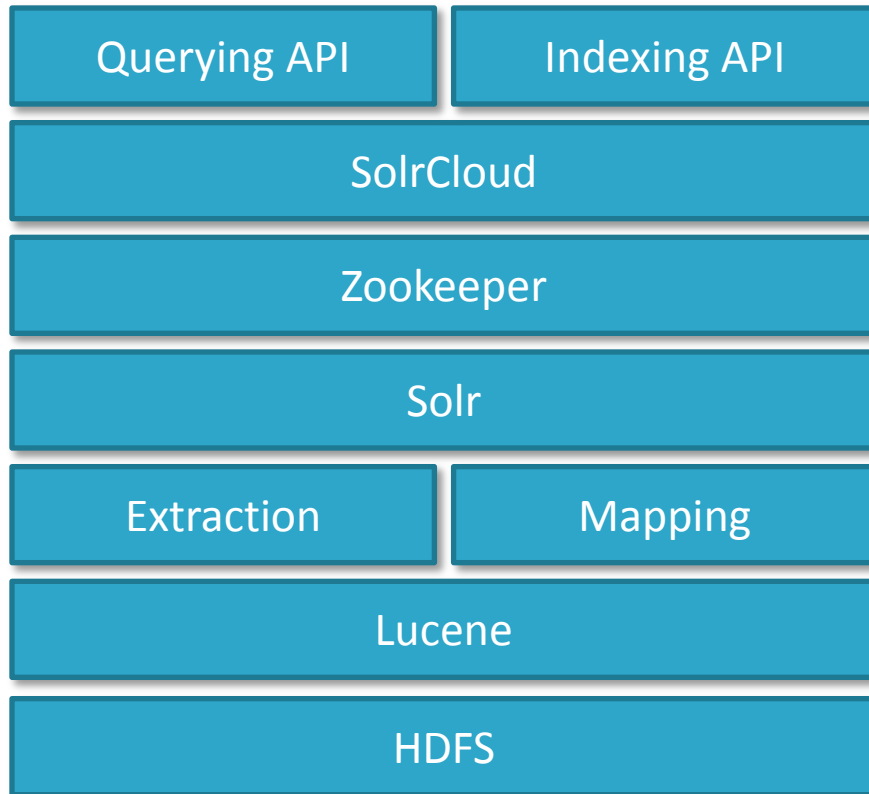 Querying API
Indexing API
SolrCloud
Zookeeper
Solr
Extraction
Mapping
Lucene
HDFS